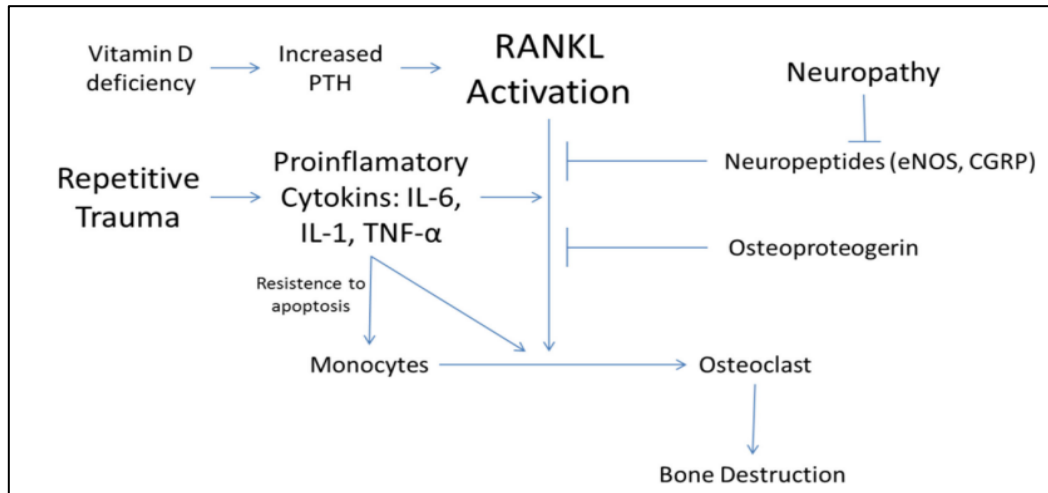 Vitamin D
deficiency
Increased
PTH
RANKL
Activation
Neuropathy
Neuropeptides (eNOS, CGRP)
Repetitive
Trauma
Proinflamatory
Cytokins: IL-6,
IL-1, TNF-α
Osteoproteogerin
Resistence to
apoptosis
Monocytes
Osteoclast
Bone Destruction